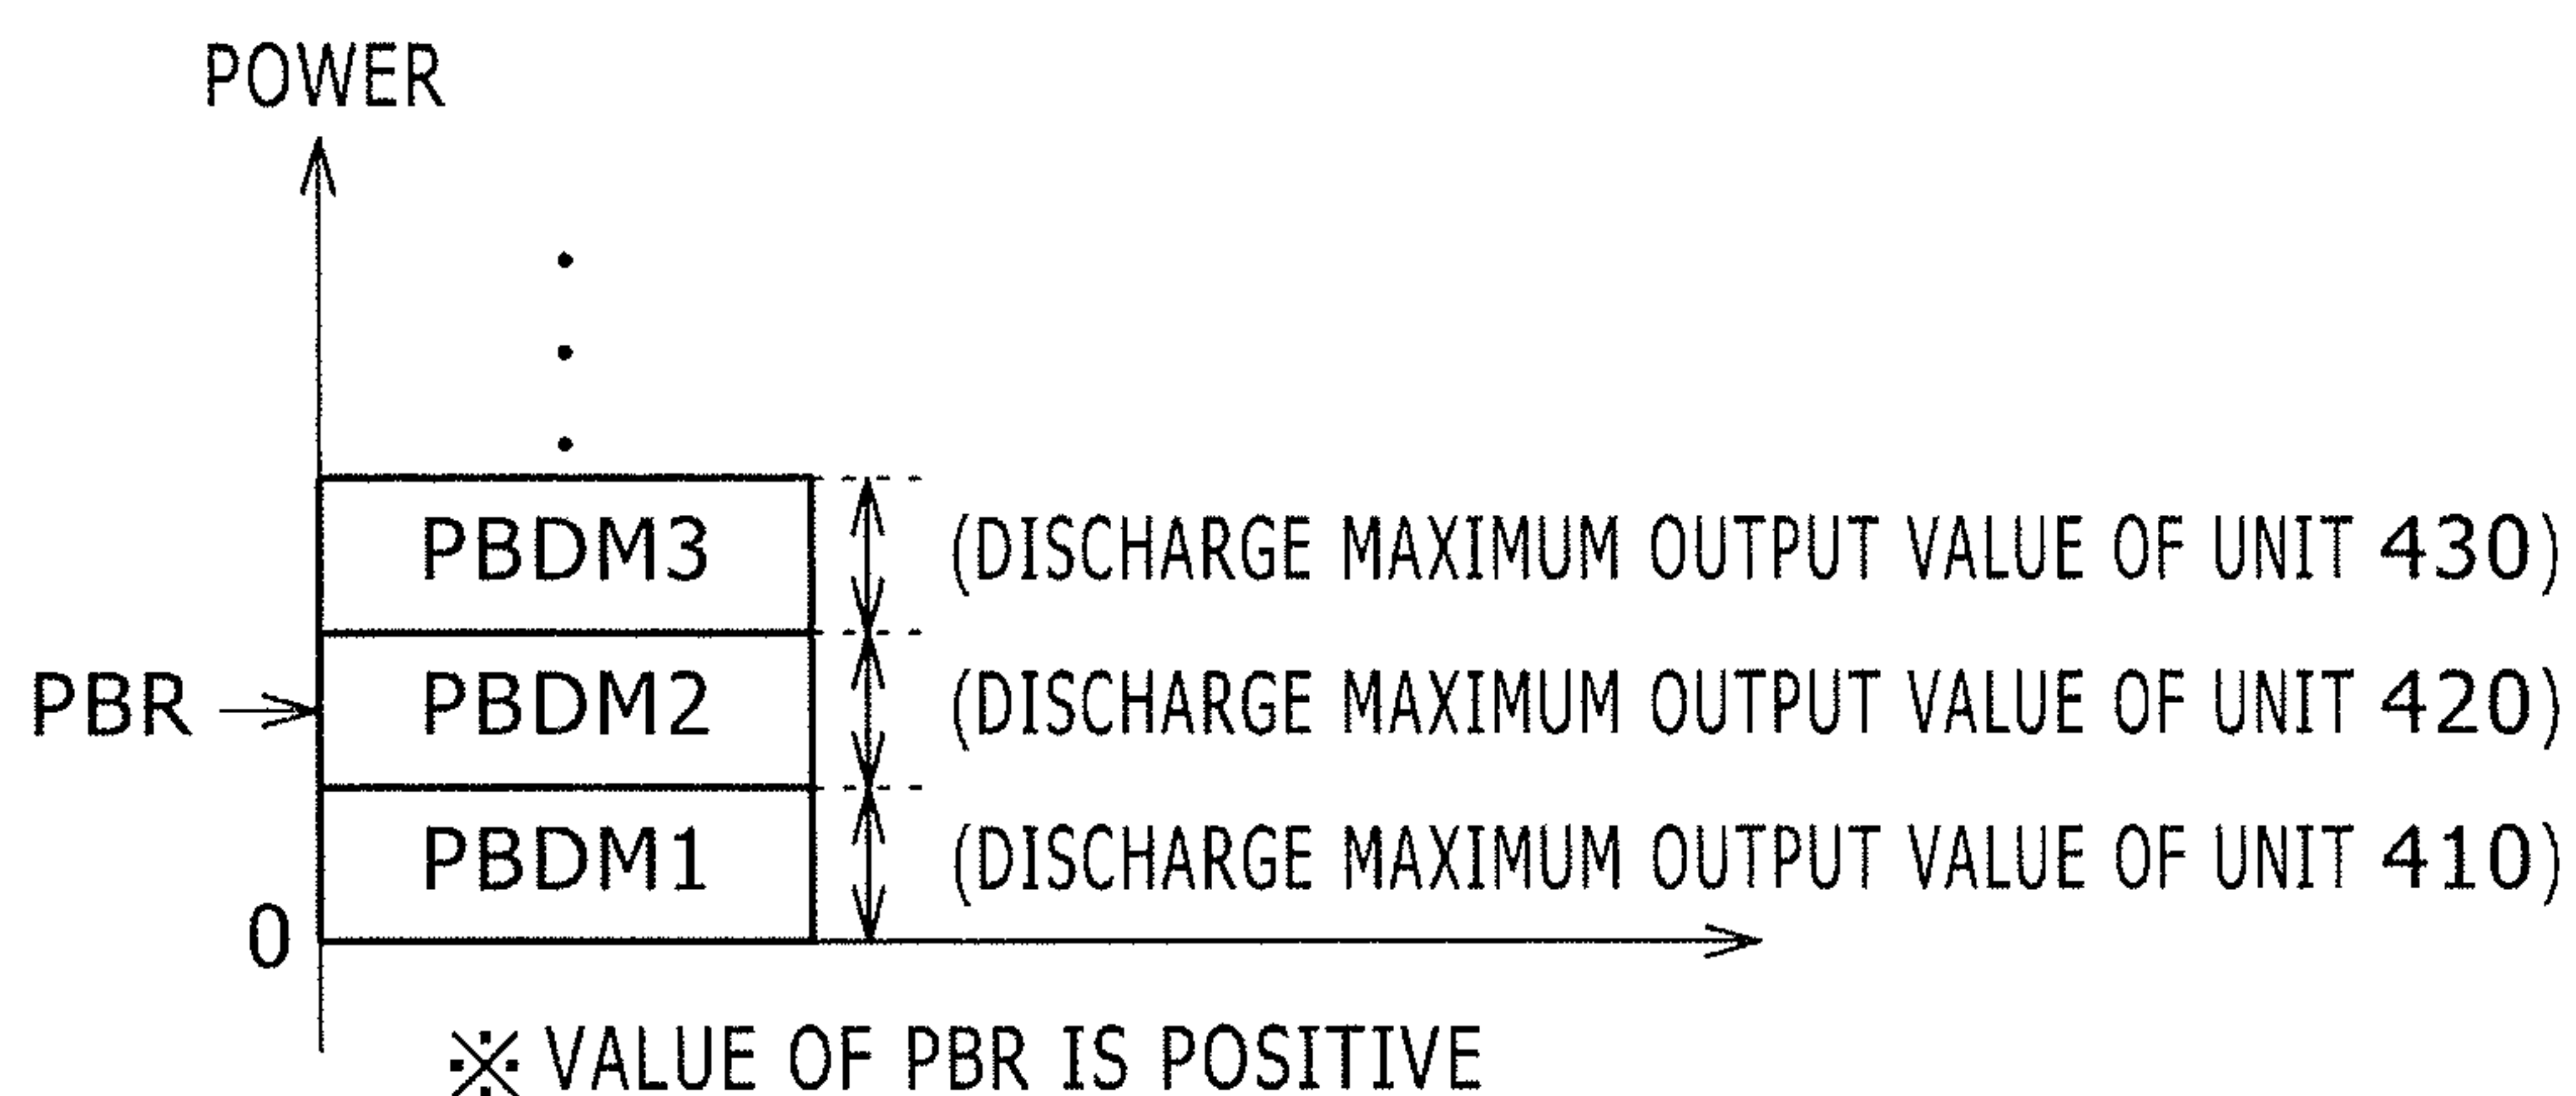 POWER
PBDM3 (DISCHARGE MAXIMUM OUTPUT VALUE OF UNIT 430)
PBR PBDM2 (DISCHARGE MAXIMUM OUTPUT VALUE OF UNIT 420)
PBDM1 (DISCHARGE MAXIMUM OUTPUT VALUE OF UNIT 410)
0
※ VALUE OF PBR IS POSITIVE